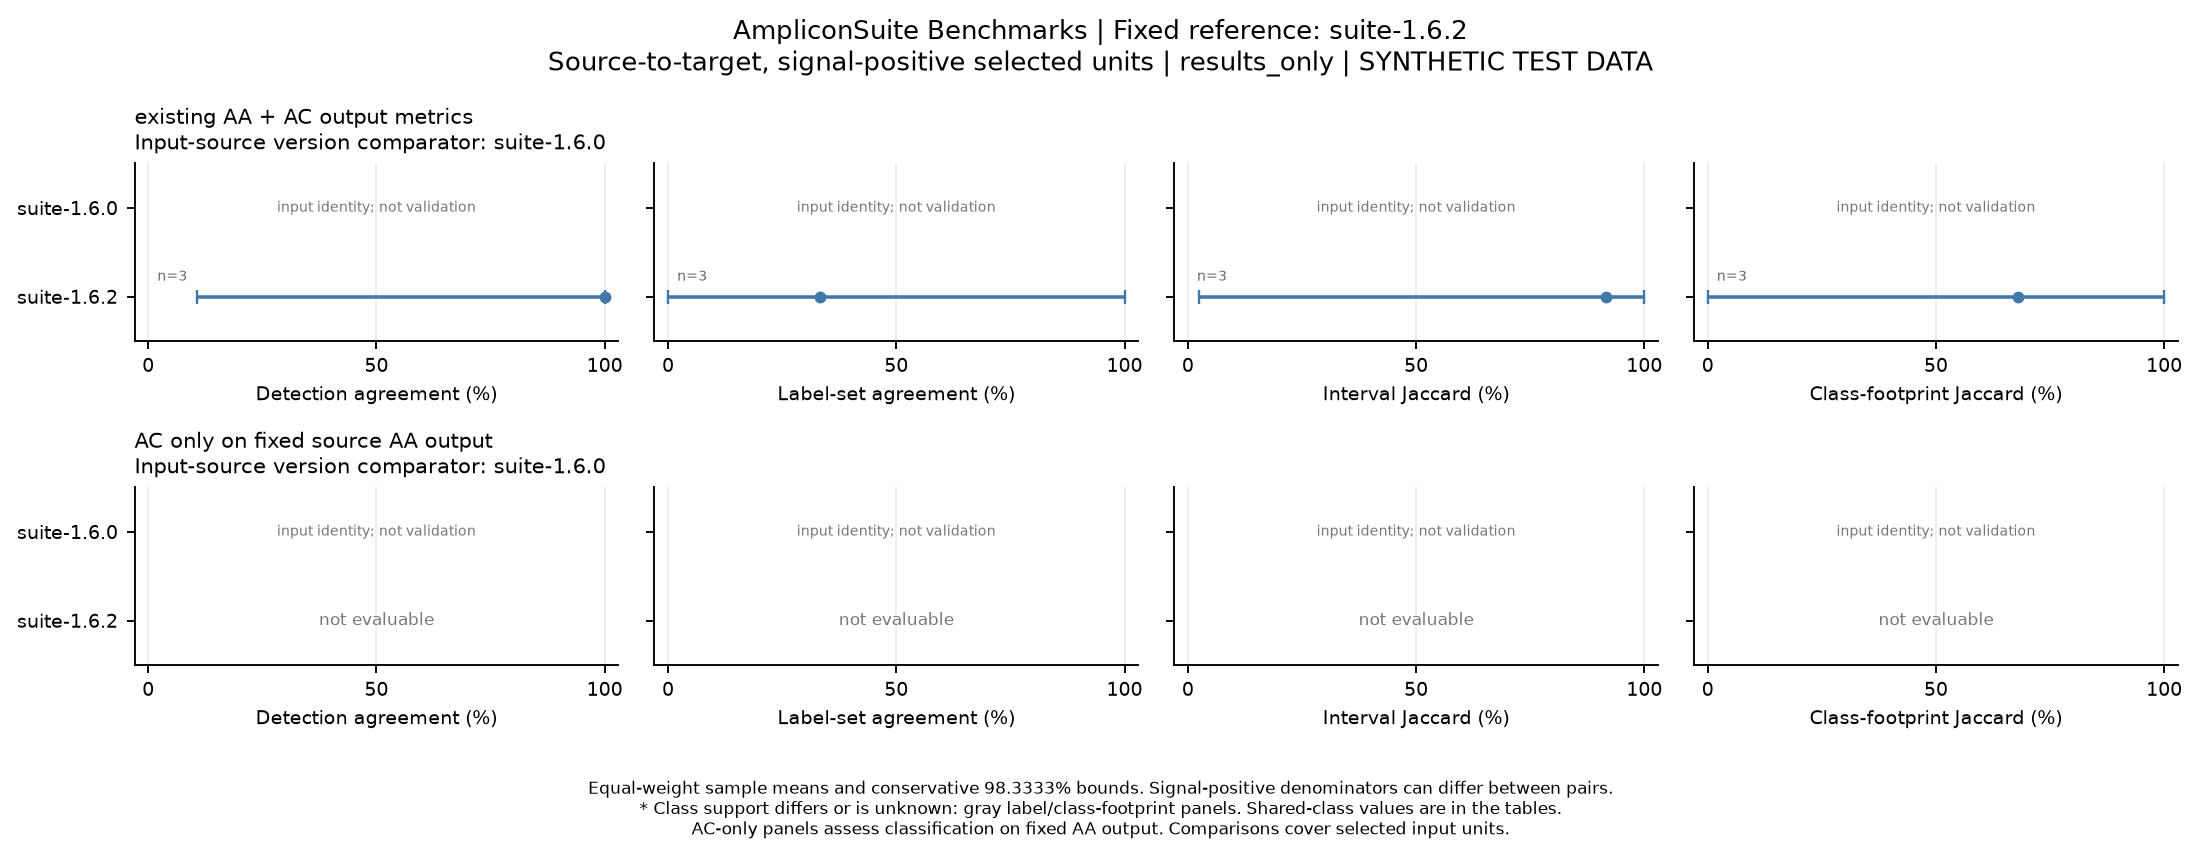 AmpliconSuite Benchmarks | Fixed reference: suite-1.6.2
Source-to-target, signal-positive selected units | results_only | SYNTHETIC TEST DATA
existing AA + AC output metrics
Input-source version comparator: suite-1.6.0
suite-1.6.0
input identity; not validation
input identity; not validation
input identity; not validation
input identity; not validation
n=3
n=3
n=3
n=3
suite-1.6.2
0 50 100
0 50 100
0 50 100
0 50 100
Detection agreement (%)
Label-set agreement (%)
Interval Jaccard (%)
Class-footprint Jaccard (%)
AC only on fixed source AA output
Input-source version comparator: suite-1.6.0
suite-1.6.0
input identity; not validation
input identity; not validation
input identity; not validation
input identity; not validation
suite-1.6.2
not evaluable
not evaluable
not evaluable
not evaluable
0 50 100
0 50 100
0 50 100
0 50 100
Detection agreement (%)
Label-set agreement (%)
Interval Jaccard (%)
Class-footprint Jaccard (%)
Equal-weight sample means and conservative 98.3333% bounds. Signal-positive denominators can differ between pairs.
* Class support differs or is unknown: gray label/class-footprint panels. Shared-class values are in the tables.
AC-only panels assess classification on fixed AA output. Comparisons cover selected input units.